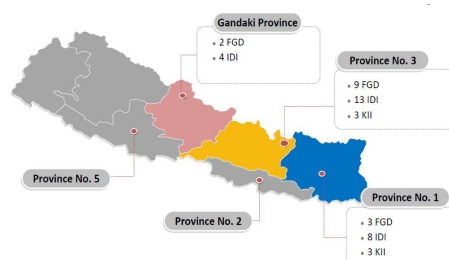 Gandaki Province
• 2 FGD
• 4 IDI
Province No. 3
• 9 FGD
• 13 IDI
• 3 KII
Province No. 5
Province No. 2
Province No. 1
• 3 FGD
• 8 IDI
• 3 KII